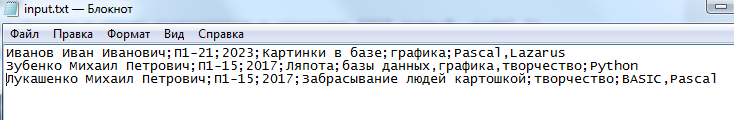 input.txt — Блокнот
Файл Правка Формат Вид Справка
Иванов Иван Иванович;П1-21;2023;Картинки в базе;графика;Pascal,Lazarus
Зубенко Михаил Петрович;П1-15;2017;Ляпота;базы данных,графика,творчество;Python
Лукашенко Михаил Петрович;П1-15;2017;Забрасывание людей картошкой;творчество;BASIC,Pascal